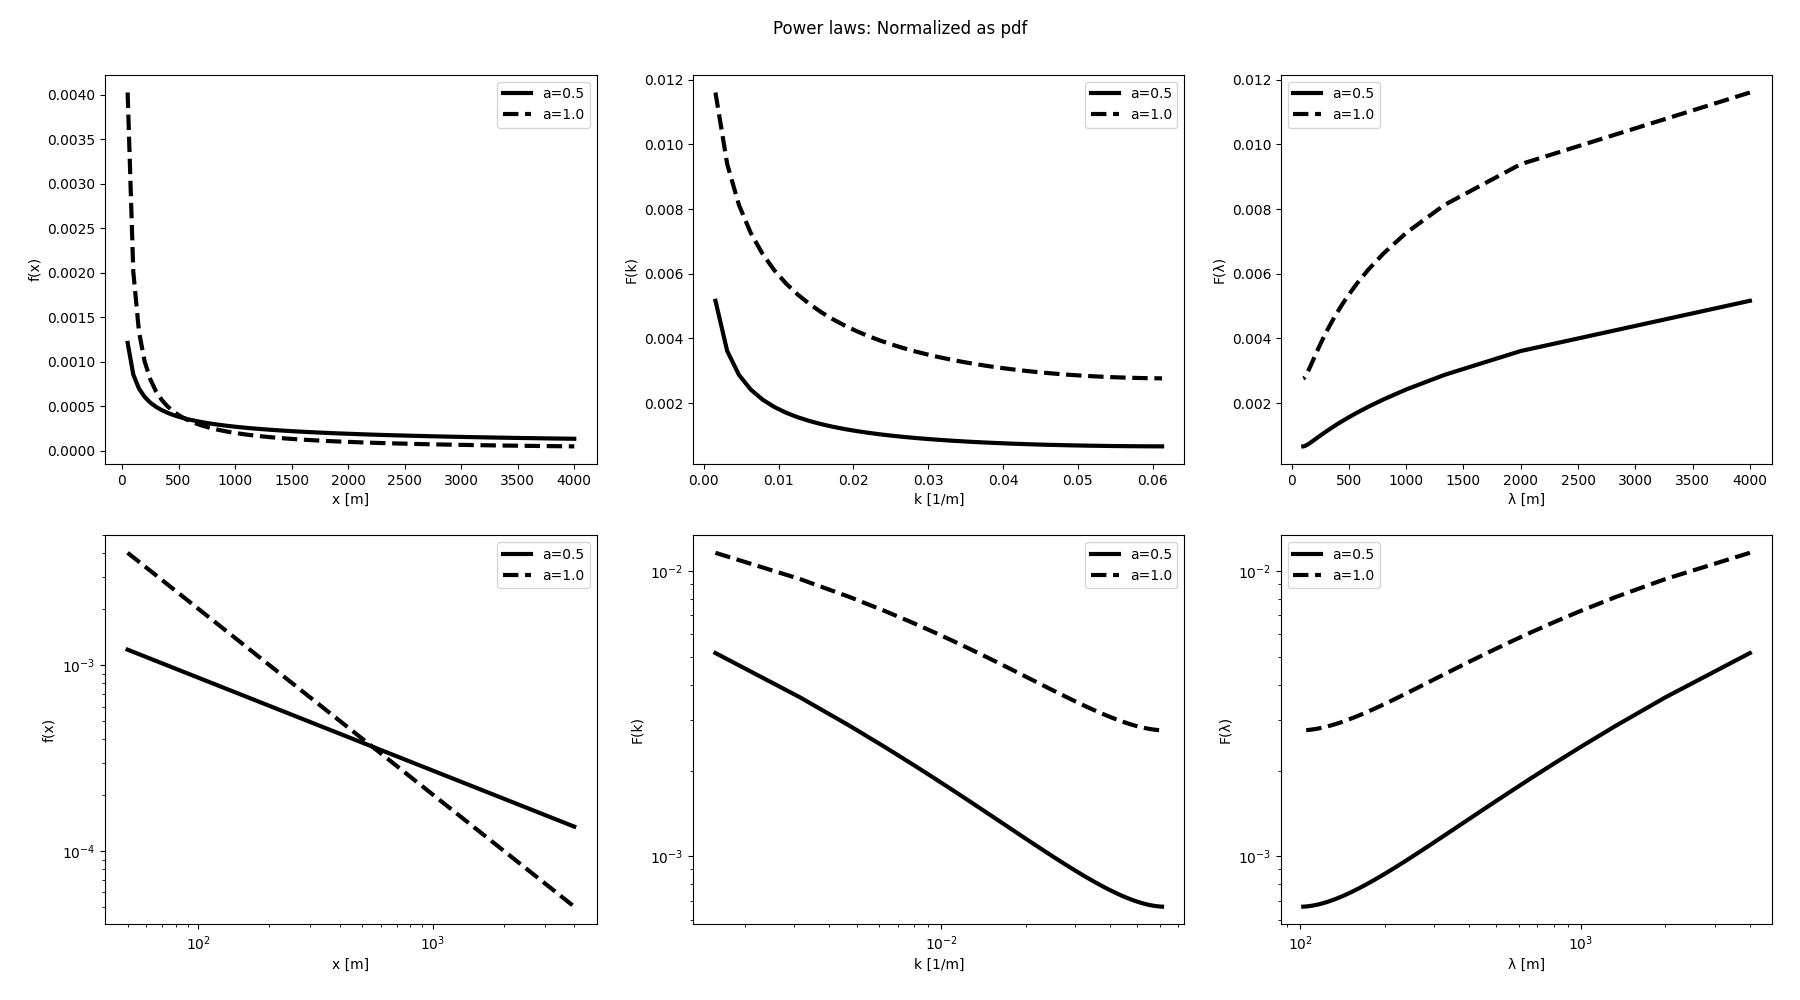 Power laws: Normalized as pdf
0.0040
0.0035
0.0030
0.0025
0.0020
0.0015
0.0010
0.0005
0.0000
f(x)
0 500 1000 1500 2000 2500 3000 3500 4000
x [m]
a=0.5
a=1.0
0.012
0.010
0.008
0.006
0.004
0.002
F(k)
0.00 0.01 0.02 0.03 0.04 0.05 0.06
k [1/m]
a=0.5
a=1.0
0.012
0.010
0.008
0.006
0.004
0.002
F(λ)
0 500 1000 1500 2000 2500 3000 3500 4000
λ [m]
a=0.5
a=1.0
10⁻³
10⁻⁴
f(x)
10² 10³
x [m]
a=0.5
a=1.0
10⁻²
10⁻³
F(k)
10⁻²
k [1/m]
a=0.5
a=1.0
10⁻²
10⁻³
F(λ)
10² 10³
λ [m]
a=0.5
a=1.0